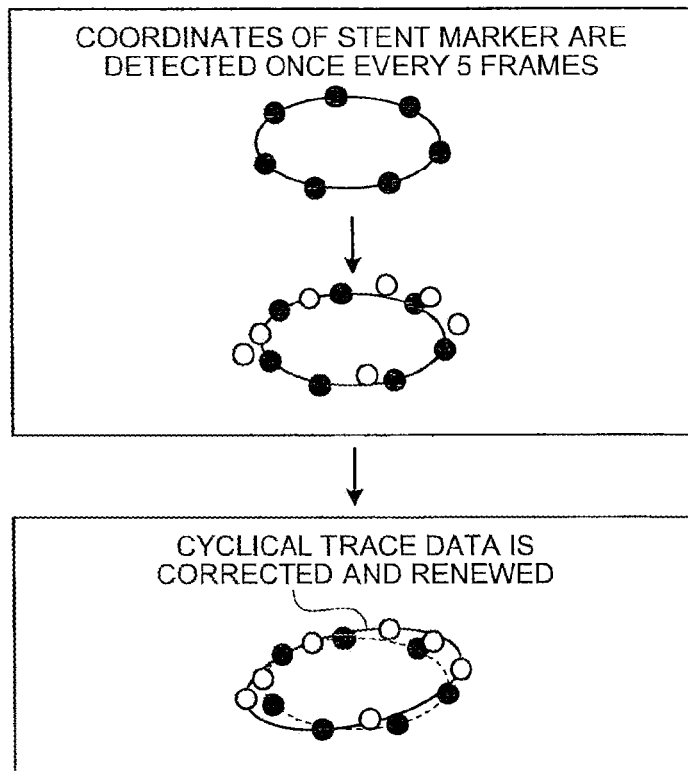 COORDINATES OF STENT MARKER ARE
DETECTED ONCE EVERY 5 FRAMES
CYCLICAL TRACE DATA IS
CORRECTED AND RENEWED